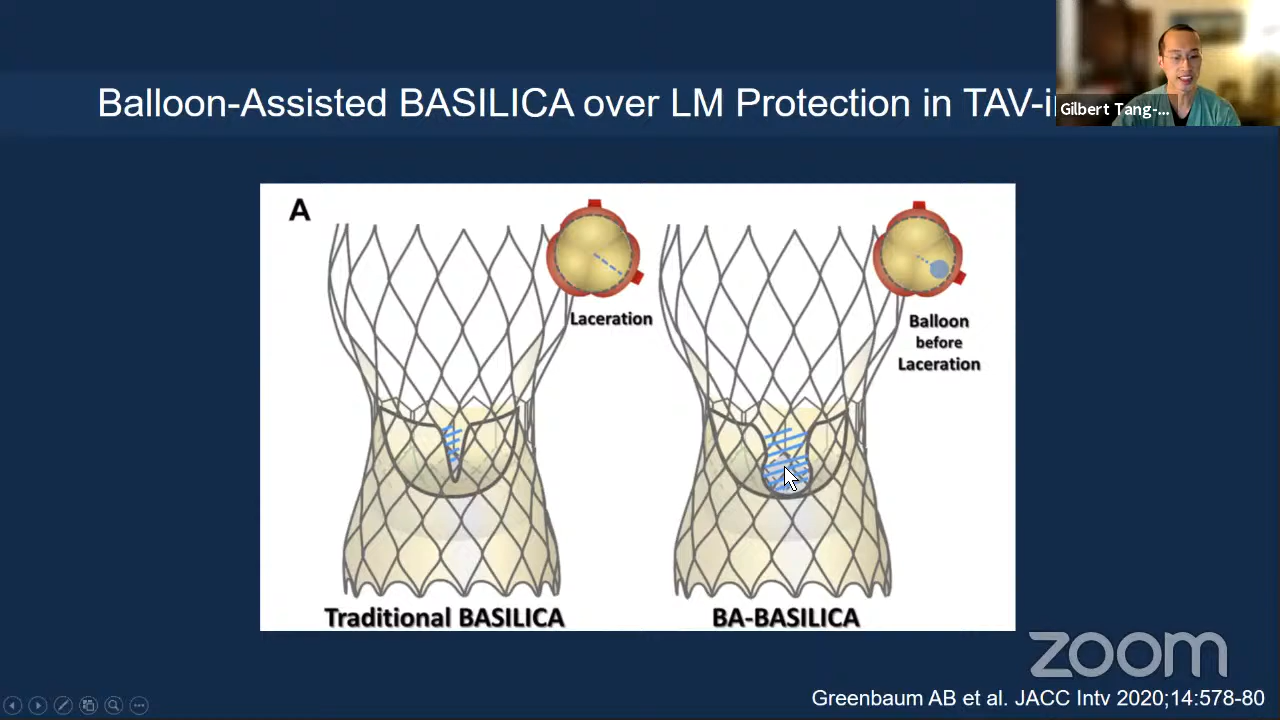 Balloon-Assisted BASILICA over LM Protection in
Gilbert Tang-...
A
Laceration
Balloon
before
Laceration
Traditional BASILICA
BA-BASILICA
zoom
Greenbaum AB et al. JACC Intv 2020;14:578-80